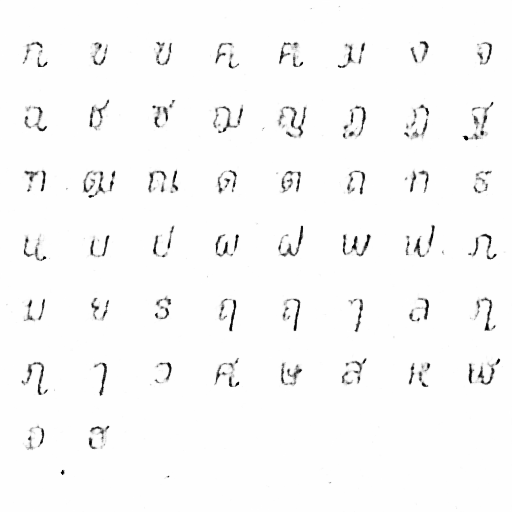 ก ข ฃ ค ฅ ฆ ง จ
ฉ ช ซ ฌ ญ ฎ ฏ ฐ
ฑ ฒ ณ ด ต ถ ท ธ
น บ ป ผ ฝ พ ฟ ภ
ม ย ร ฤ ฤ ๅ ล ฦ
ฦ ๅ ว ศ ษ ส ห ฬ
อ ฮ